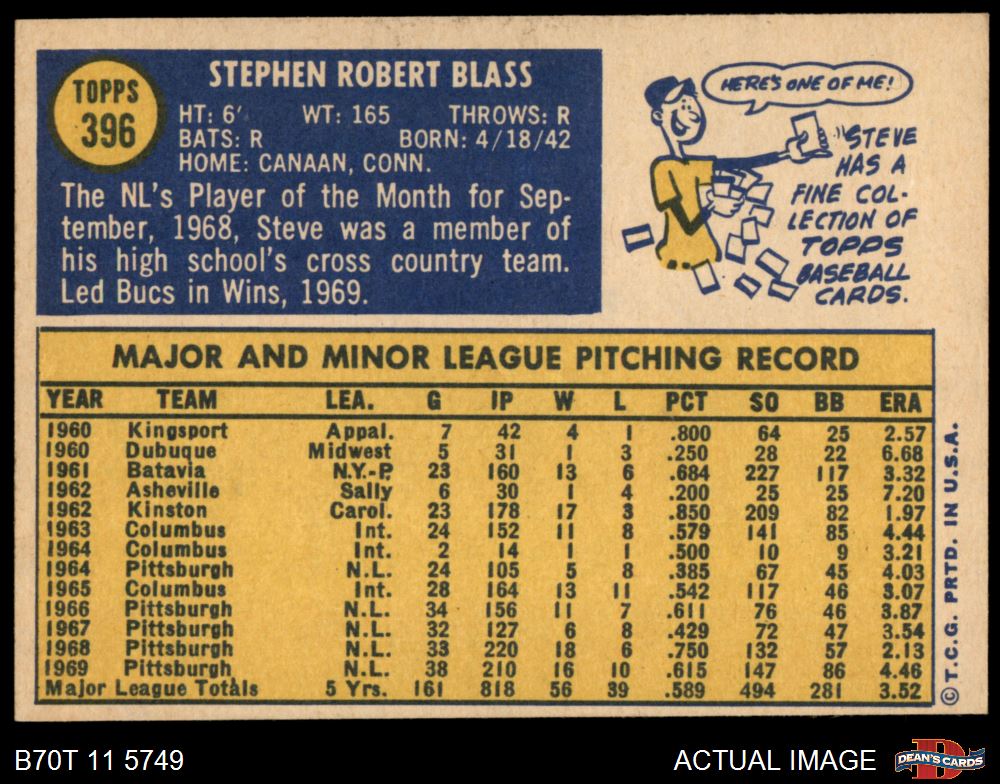 TOPPS
396
STEPHEN ROBERT BLASS
HT: 6' WT: 165 THROWS: R
BATS: R BORN: 4/18/42
HOME: CANAAN, CONN.
The NL's Player of the Month for Sep-
tember, 1968, Steve was a member of
his high school's cross country team.
Led Bucs in Wins, 1969.
HERE'S ONE OF ME!
STEVE
HAS A
FINE COL-
LECTION OF
TOPPS
BASEBALL
CARDS.
MAJOR AND MINOR LEAGUE PITCHING RECORD
YEAR TEAM LEA. G IP W L PCT SO BB ERA
1960 Kingsport Appal. 7 42 4 1 .800 64 25 2.57
1960 Dubuque Midwest 5 31 1 3 .250 28 22 6.68
1961 Batavia N.Y.-P. 23 160 13 6 .684 227 117 3.32
1962 Asheville Sally 6 30 1 4 .200 25 25 7.20
1962 Kinston Carol. 23 178 17 3 .850 209 82 1.97
1963 Columbus Int. 24 152 11 8 .579 141 85 4.44
1964 Columbus Int. 2 14 1 1 .500 10 9 3.21
1964 Pittsburgh N.L. 24 105 5 8 .385 67 45 4.03
1965 Columbus Int. 28 164 13 11 .542 117 46 3.07
1966 Pittsburgh N.L. 34 156 11 7 .611 76 46 3.87
1967 Pittsburgh N.L. 32 127 6 8 .429 72 47 3.54
1968 Pittsburgh N.L. 33 220 18 6 .750 132 57 2.13
1969 Pittsburgh N.L. 38 210 16 10 .615 147 86 4.46
Major League Totals 5 Yrs. 161 818 56 39 .589 494 281 3.52
© T.C.G. PRTD. IN U.S.A.
B70T 11 5749
ACTUAL IMAGE
D
DEAN'S CARDS